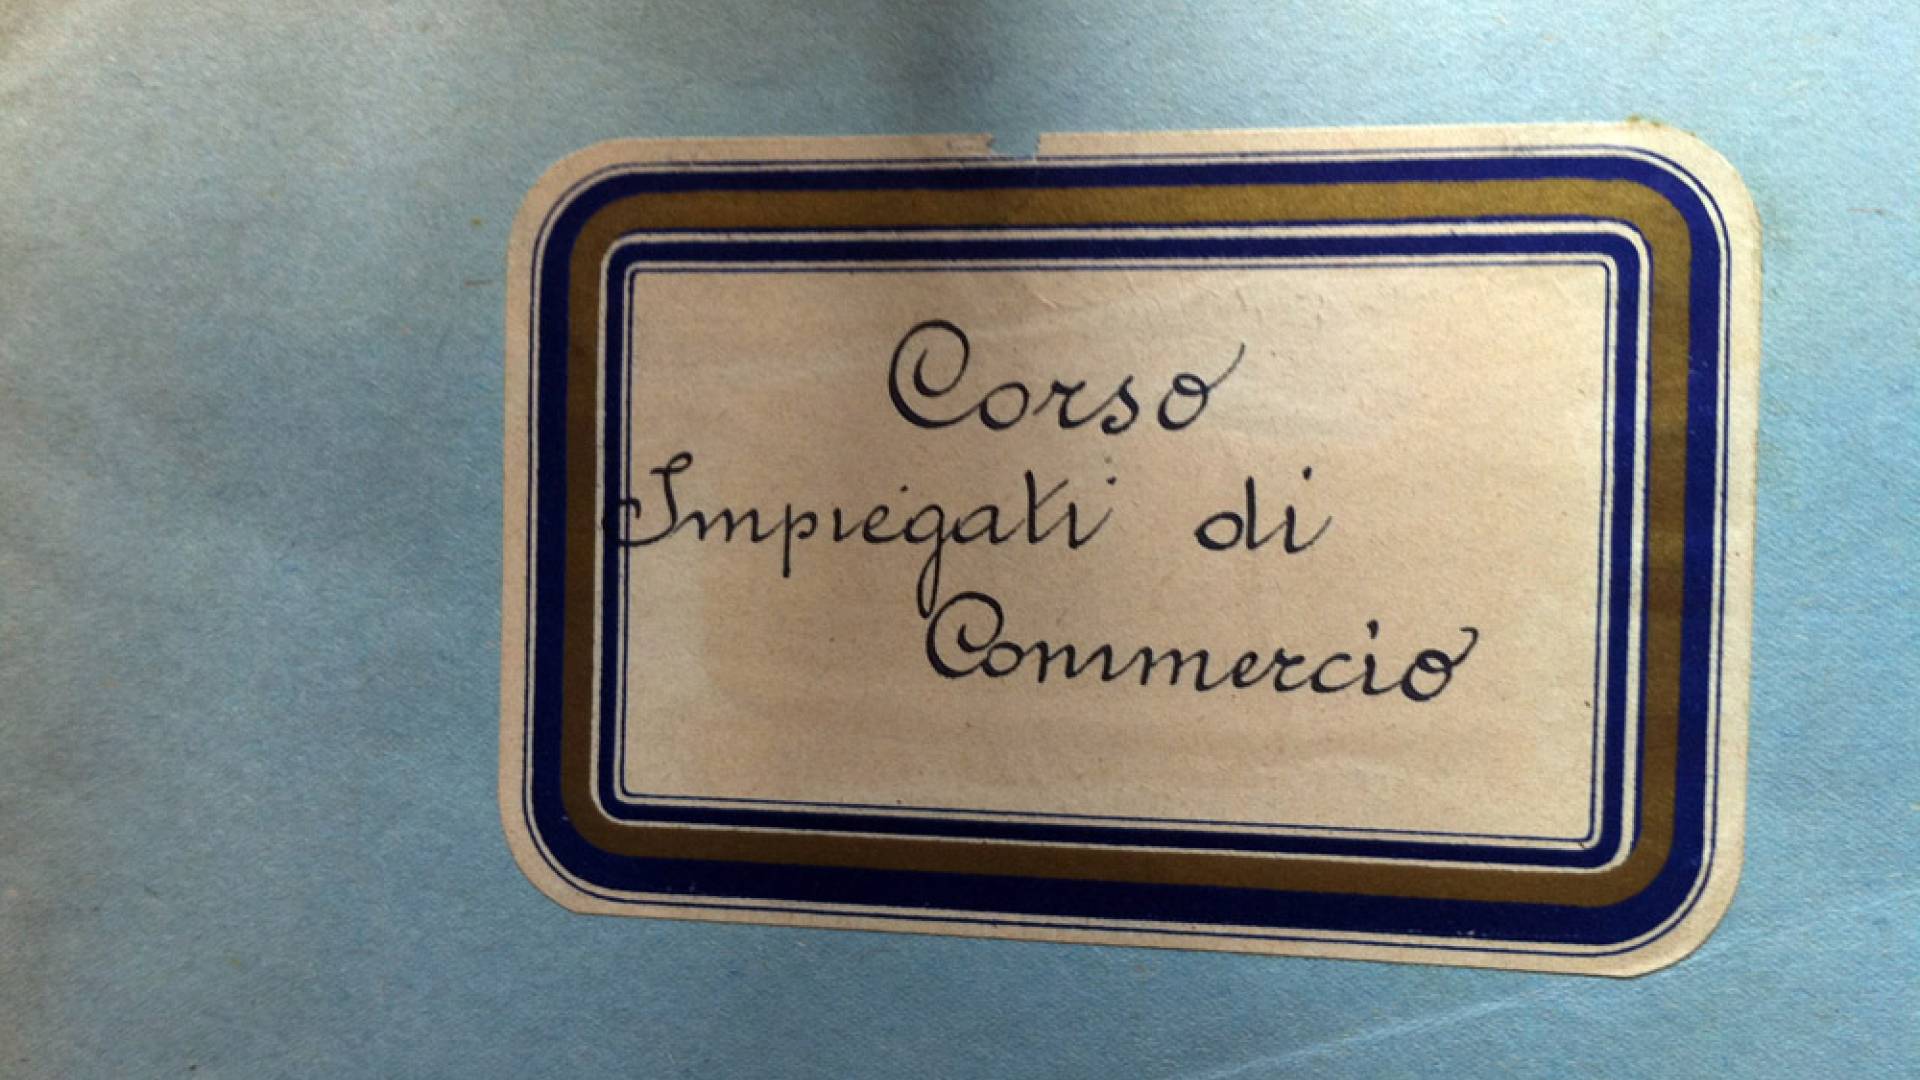 Corso
Impiegati di
Commercio